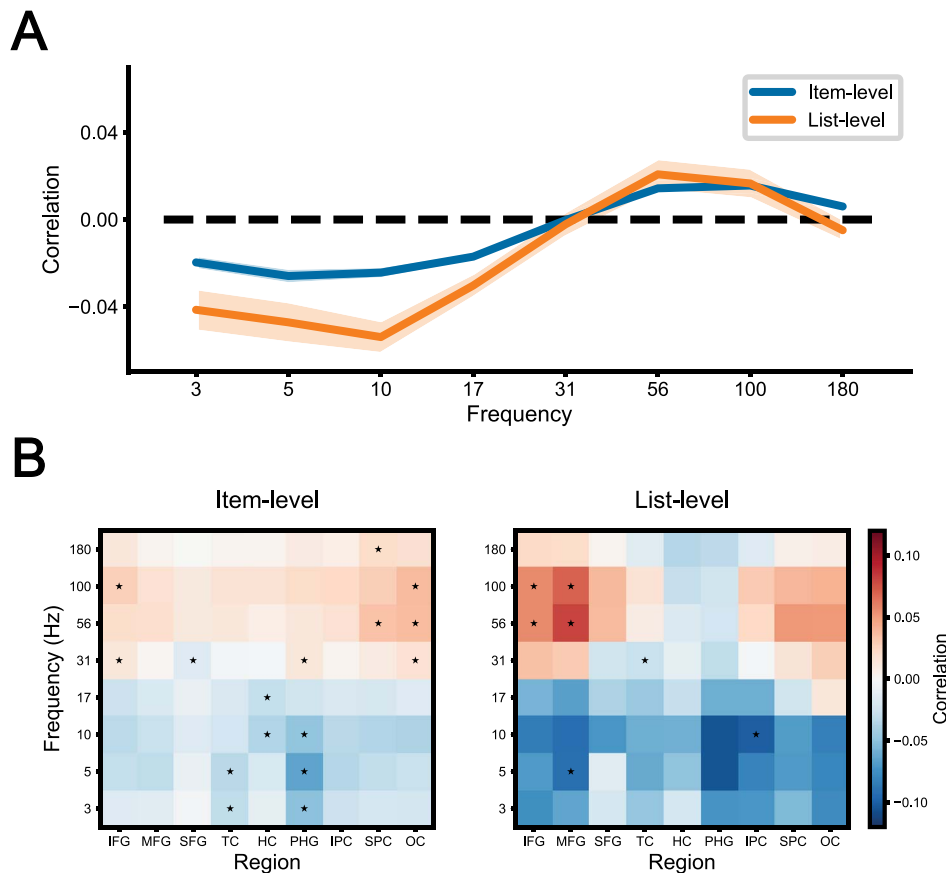 A
Item-level
List-level
0.04
0.00
−0.04
Correlation
3 5 10 17 31 56 100 180
Frequency
B
Item-level
List-level
180
100
56
31
17
10
5
3
Frequency (Hz)
IFG MFG SFG TC HC PHG IPC SPC OC
Region
180
100
56
31
17
10
5
3
IFG MFG SFG TC HC PHG IPC SPC OC
Region
0.10
0.05
0.00
−0.05
−0.10
Correlation